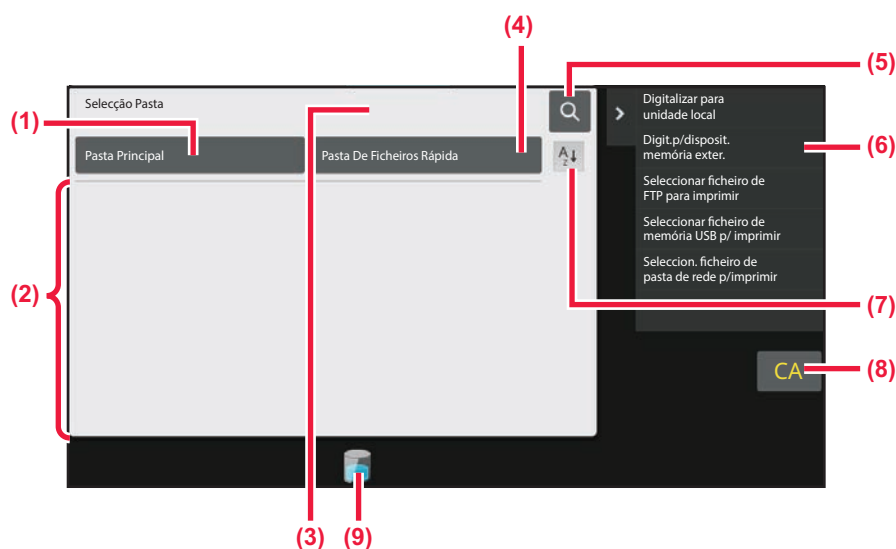 (4)
(5)
Selecção Pasta
Digitalizar para
unidade local
(1)
Pasta Principal
Pasta De Ficheiros Rápida
A
Z
Digit.p/disposit.
memória exter.
(6)
Seleccionar ficheiro de
FTP para imprimir
Seleccionar ficheiro de
memória USB p/ imprimir
Seleccion. ficheiro de
pasta de rede p/imprimir
(2)
(7)
CA
(8)
(3)
(9)